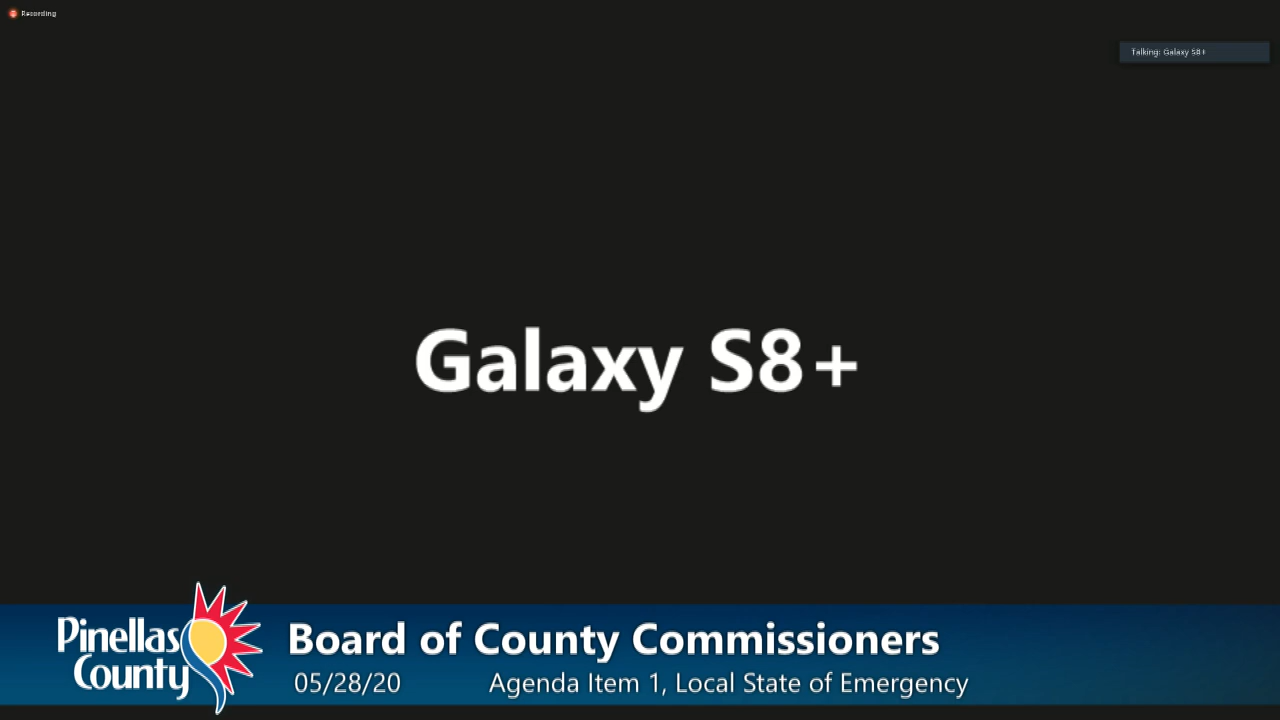 Recording
Talking: Galaxy S8+
Galaxy S8+
Pinellas
County
Board of County Commissioners
05/28/20 Agenda Item 1, Local State of Emergency